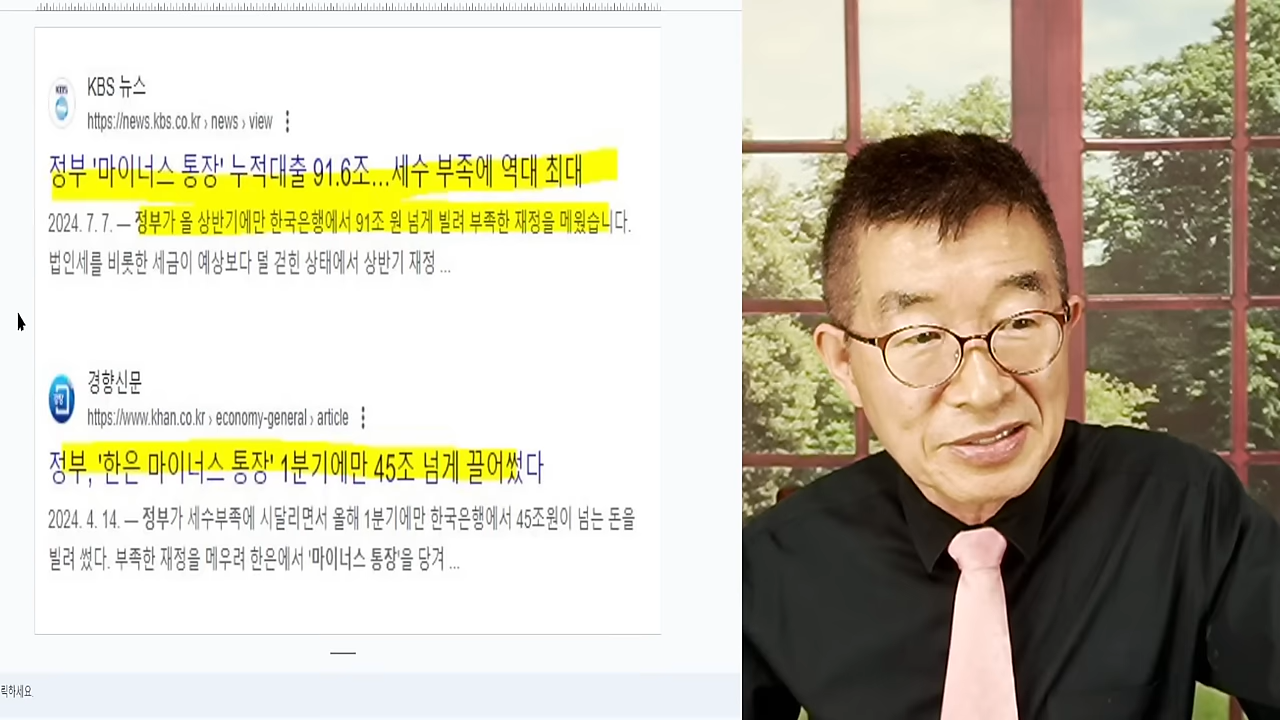 KBS 뉴스
https://news.kbs.co.kr › news › view
정부 '마이너스 통장' 누적대출 91.6조...세수 부족에 역대 최대
2024. 7. 7. — 정부가 올 상반기에만 한국은행에서 91조 원 넘게 빌려 부족한 재정을 메웠습니다.
법인세를 비롯한 세금이 예상보다 덜 걷힌 상태에서 상반기 재정 ...
경향신문
https://www.khan.co.kr › economy-general › article
정부, '한은 마이너스 통장' 1분기에만 45조 넘게 끌어썼다
2024. 4. 14. — 정부가 세수부족에 시달리면서 올해 1분기에만 한국은행에서 45조원이 넘는 돈을
빌려 썼다. 부족한 재정을 메우려 한은에서 '마이너스 통장'을 당겨 ...
릭하세요.